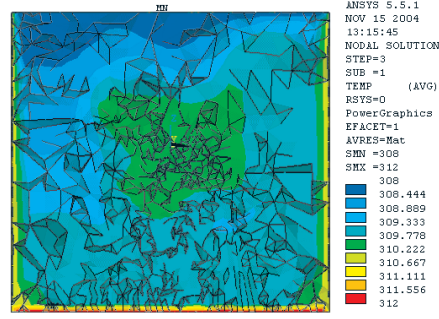 MN
ANSYS 5.5.1
NOV 15 2004
13:15:45
NODAL SOLUTION
STEP=3
SUB =1
TEMP (AVG)
RSYS=0
PowerGraphics
EFACET=1
AVRES=Mat
SMN =308
SMX =312
308
308.444
308.889
309.333
309.778
310.222
310.667
311.111
311.556
312